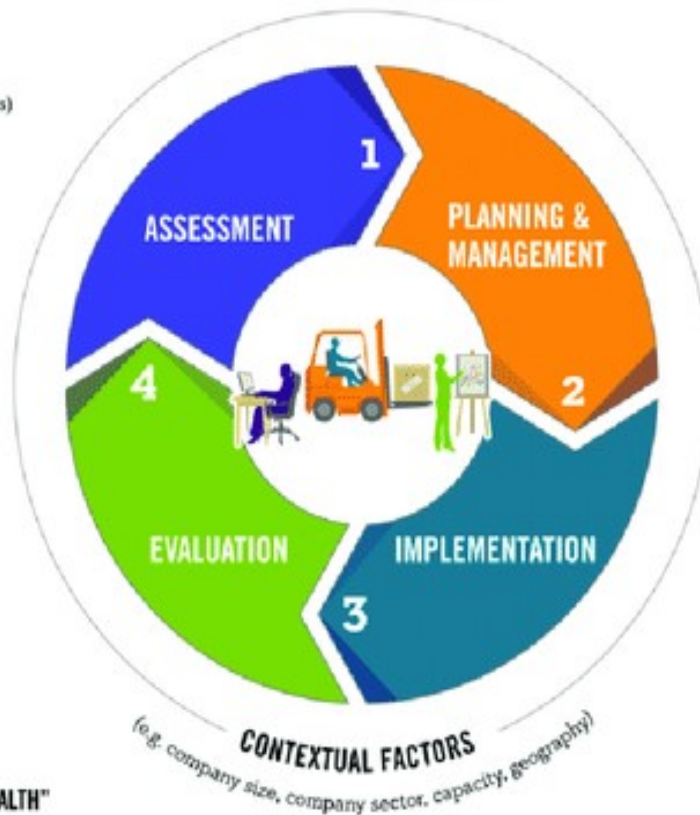 s)
1
ASSESSMENT
PLANNING &
MANAGEMENT
2
IMPLEMENTATION
3
4
EVALUATION
CONTEXTUAL FACTORS
(e.g. company size, company sector, capacity, geography)
ALTH"